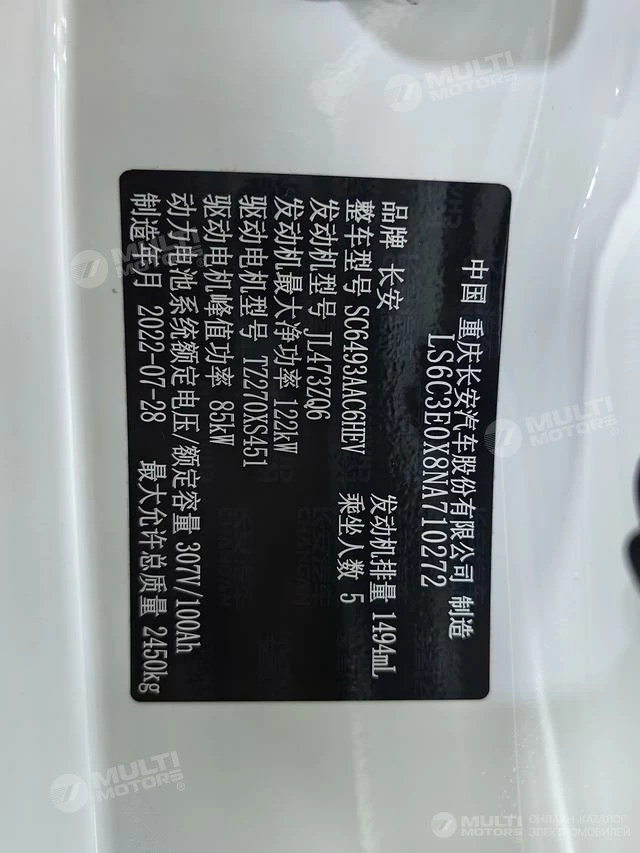 中国 重庆长安汽车股份有限公司 制造
LS6C3E0X8NA710272
品牌 长安
整车型号 SC6493AAC6HEV 乘坐人数 5
发动机型号 JL473ZQ6 发动机排量 1494mL
发动机最大净功率 122kW
驱动电机型号 TZ270XS451
驱动电机峰值功率 85kW
动力电池系统额定电压/额定容量 307V/100Ah
制造年月 2022-07-28 最大允许总质量 2450kg
MULTI MOTORS
MULTI MOTORS
MULTI MOTORS
MULTI MOTORS
ОНЛАЙН-КАТАЛОГ
ЭЛЕКТРОМОБИЛЕЙ